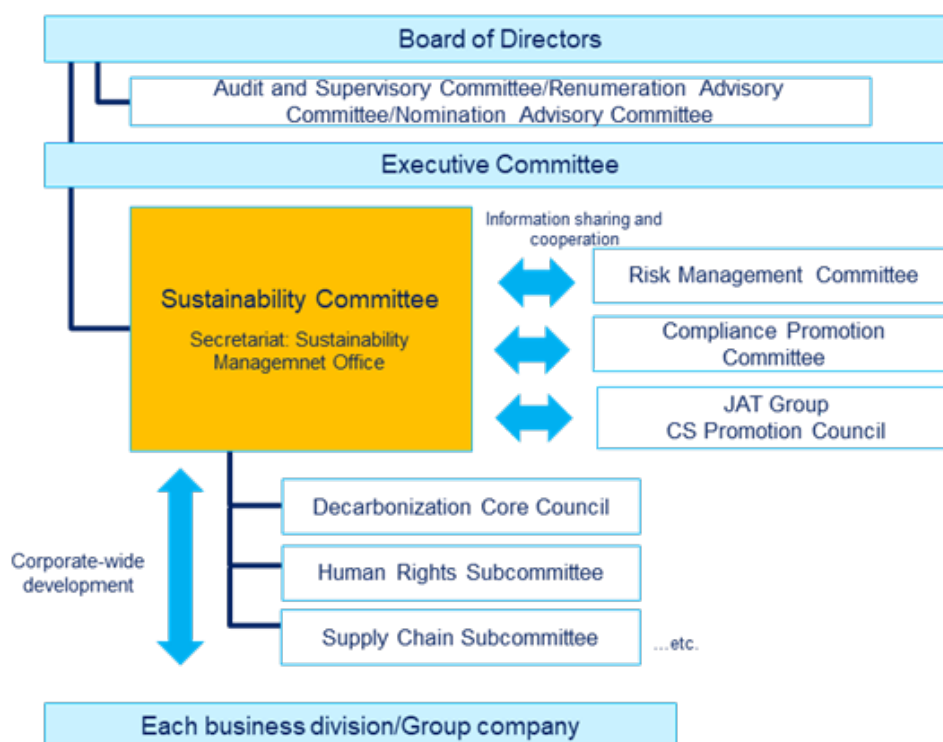 Board of Directors
Audit and Supervisory Committee/Renumeration Advisory
Committee/Nomination Advisory Committee
Executive Committee
Information sharing and
cooperation
Sustainability Committee
Secretariat: Sustainability
Managemnet Office
Risk Management Committee
Compliance Promotion
Committee
JAT Group
CS Promotion Council
Corporate-wide
development
Decarbonization Core Council
Human Rights Subcommittee
Supply Chain Subcommittee
...etc.
Each business division/Group company